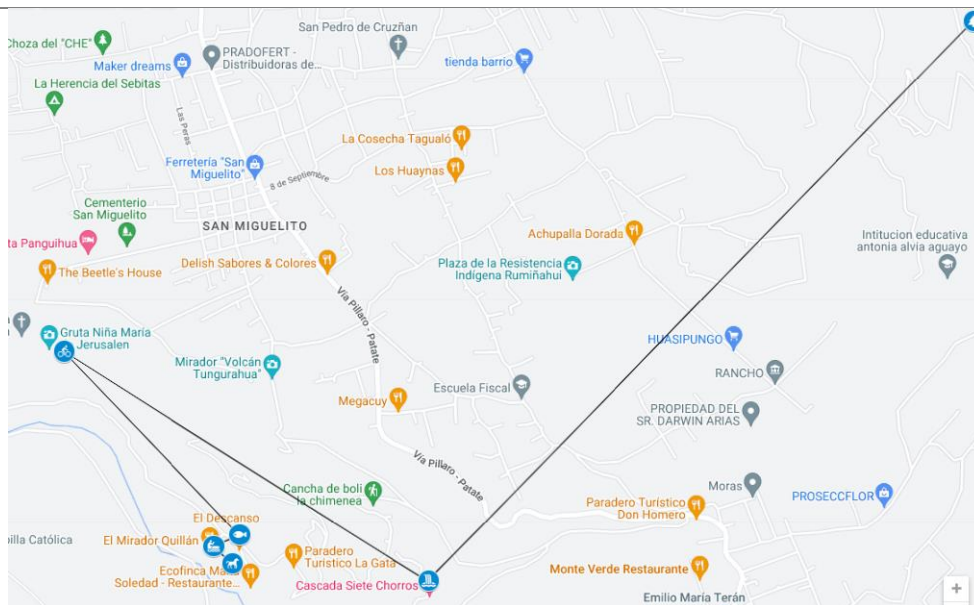 San Pedro de Cruzñan
Choza del "CHE"
PRADOFERT -
Distribuidoras de...
Maker dreams
tienda barrio
La Herencia del Sebitas
Las Peras
La Cosecha Tagualó
Ferretería "San
Miguelito"
Los Huaynas
8 de Septiembre
Cementerio
San Miguelito
SAN MIGUELITO
ta Panguihua
Achupalla Dorada
Intitucion educativa
antonia alvia aguayo
The Beetle's House
Delish Sabores & Colores
Plaza de la Resistencia
Indígena Rumiñahui
Vía Píllaro - Patate
Gruta Niña María
Jerusalen
HUASIPUNGO
Mirador "Volcán
Tungurahua"
RANCHO
Escuela Fiscal
Megacuy
PROPIEDAD DEL
SR. DARWIN ARIAS
Vía Píllaro - Patate
Cancha de boli
la chimenea
Moras
PROSECCFLOR
Paradero Turístico
Don Homero
El Descanso
El Mirador Quillán
pilla Católica
Paradero
Turístico La Gata
Ecofinca María
Soledad - Restaurante...
Cascada Siete Chorros
Monte Verde Restaurante
Emilio María Terán
+